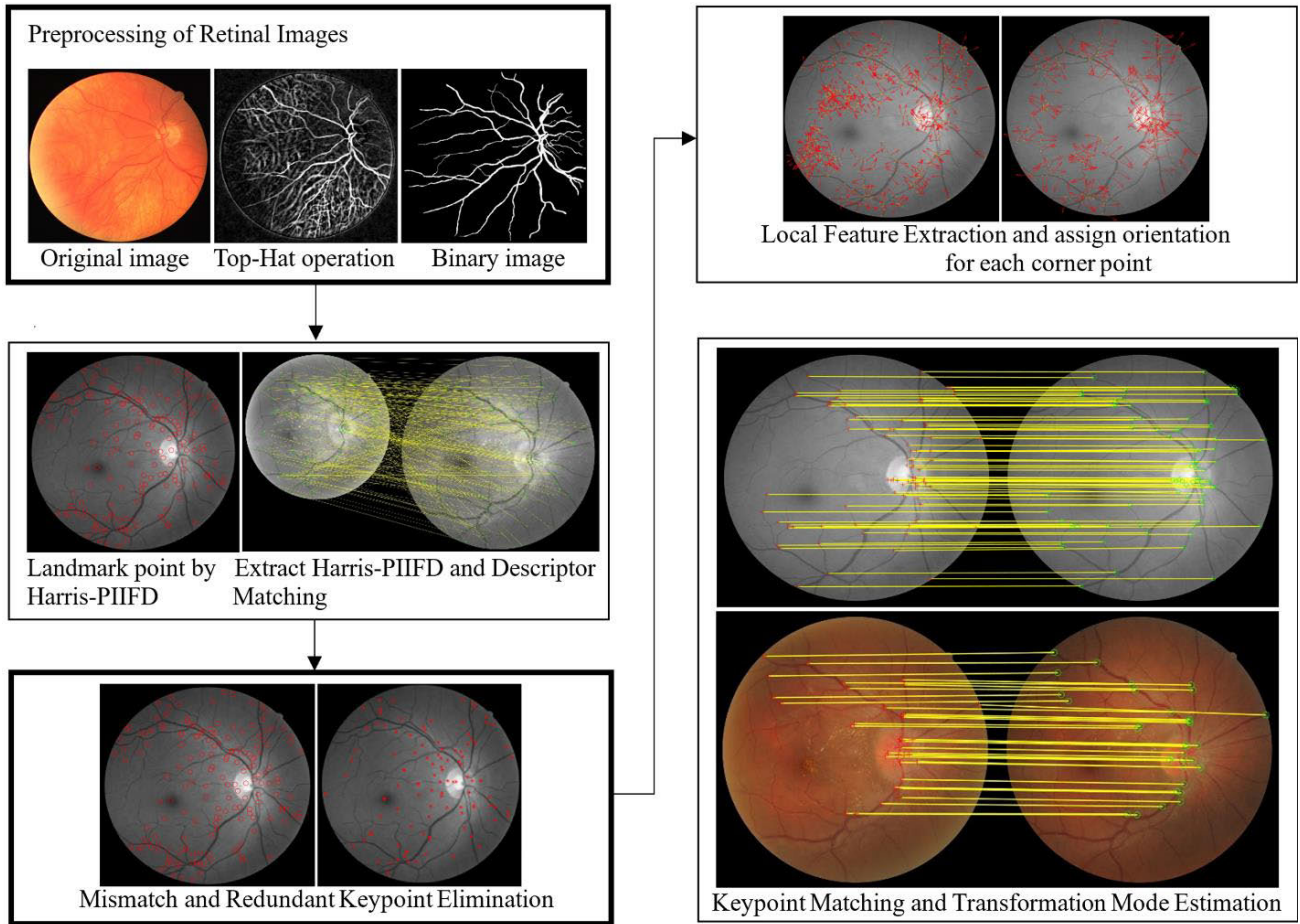 Preprocessing of Retinal Images
Original image
Top-Hat operation
Binary image
Landmark point by
Harris-PIIFD
Extract Harris-PIIFD and Descriptor
Matching
Mismatch and Redundant Keypoint Elimination
Local Feature Extraction and assign orientation
for each corner point
Keypoint Matching and Transformation Mode Estimation